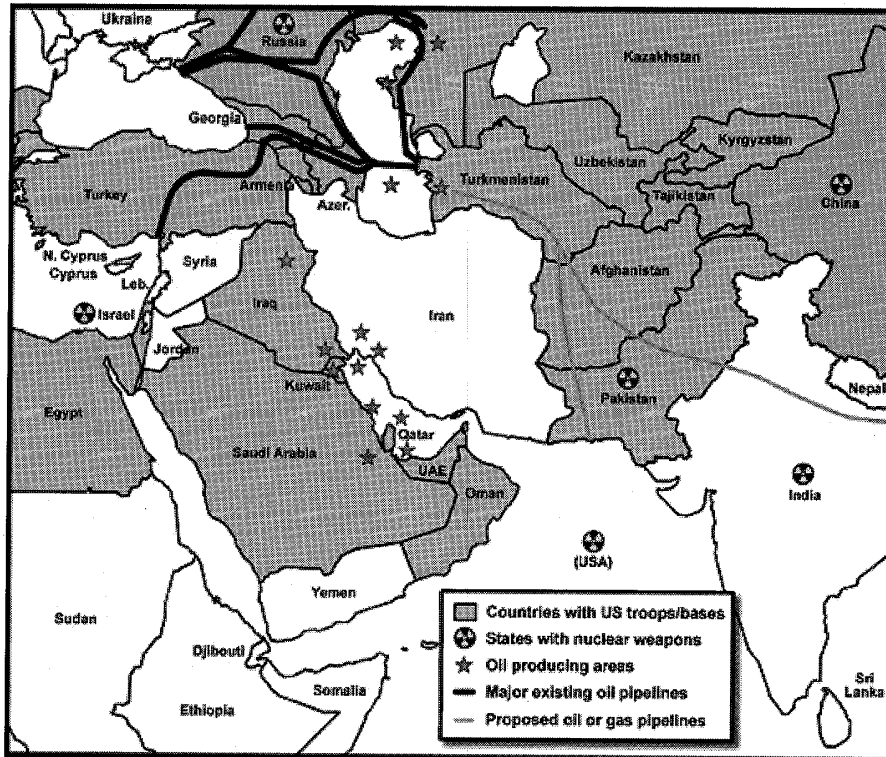 Ukraine
Russia
Kazakhstan
Georgia
Kyrgyzstan
Uzbekistan
Turkey
Armenia
Turkmenistan
Tajikistan
China
Azer.
N. Cyprus
Cyprus
Syria
Afghanistan
Leb.
Israel
Iraq
Iran
Jordan
Kuwait
Pakistan
Nepal
Egypt
Qatar
Saudi Arabia
UAE
India
Oman
(USA)
Yemen
Sudan
Djibouti
Somalia
Ethiopia
Sri
Lanka
Countries with US troops/bases
States with nuclear weapons
Oil producing areas
Major existing oil pipelines
Proposed oil or gas pipelines